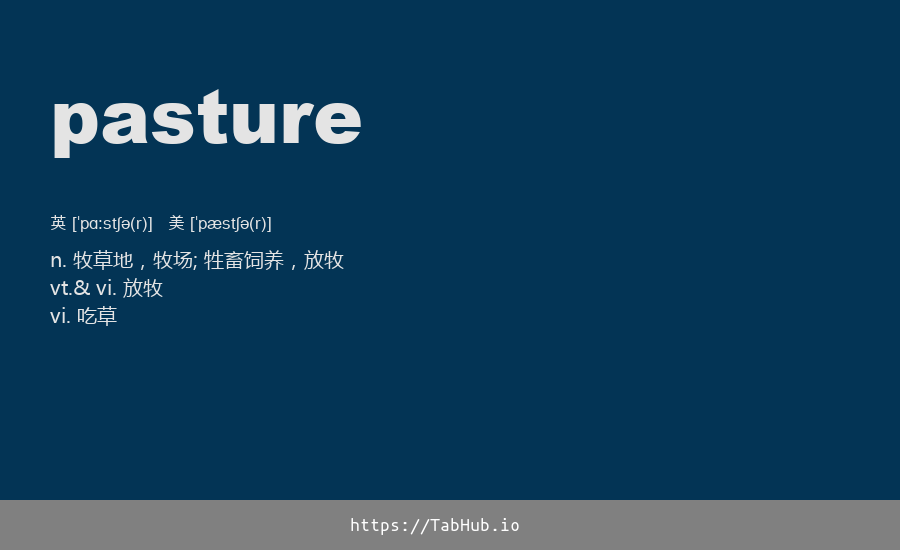 pasture
英 [ˈpɑːstʃə(r)] 美 [ˈpæstʃə(r)]
n. 牧草地，牧场; 牲畜饲养，放牧
vt.& vi. 放牧
vi. 吃草
https://TabHub.io